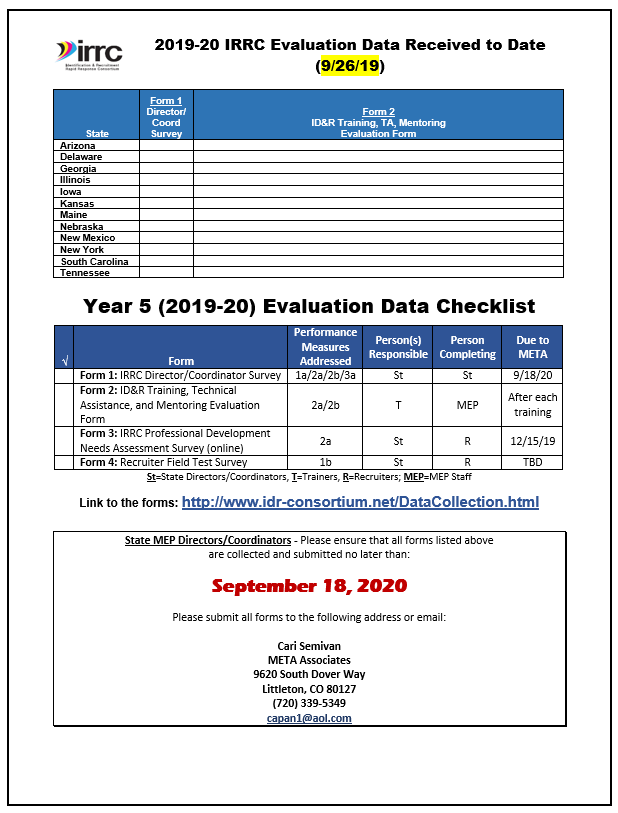 irrc
Identification & Recruitment
Rapid Response Consortium
2019-20 IRRC Evaluation Data Received to Date
(9/26/19)
State
Form 1
Director/
Coord
Survey
Form 2
ID&R Training, TA, Mentoring
Evaluation Form
Arizona
Delaware
Georgia
Illinois
Iowa
Kansas
Maine
Nebraska
New Mexico
New York
South Carolina
Tennessee
Year 5 (2019-20) Evaluation Data Checklist
√
Form
Performance
Measures
Addressed
Person(s)
Responsible
Person
Completing
Due to
META
Form 1: IRRC Director/Coordinator Survey 1a/2a/2b/3a St St 9/18/20
Form 2: ID&R Training, Technical
Assistance, and Mentoring Evaluation
Form
2a/2b T MEP
After each
training
Form 3: IRRC Professional Development
Needs Assessment Survey (online)
2a St R 12/15/19
Form 4: Recruiter Field Test Survey 1b St R TBD
St=State Directors/Coordinators, T=Trainers, R=Recruiters; MEP=MEP Staff
Link to the forms: http://www.idr-consortium.net/DataCollection.html
State MEP Directors/Coordinators - Please ensure that all forms listed above
are collected and submitted no later than:
September 18, 2020
Please submit all forms to the following address or email:
Cari Semivan
META Associates
9620 South Dover Way
Littleton, CO 80127
(720) 339-5349
capan1@aol.com